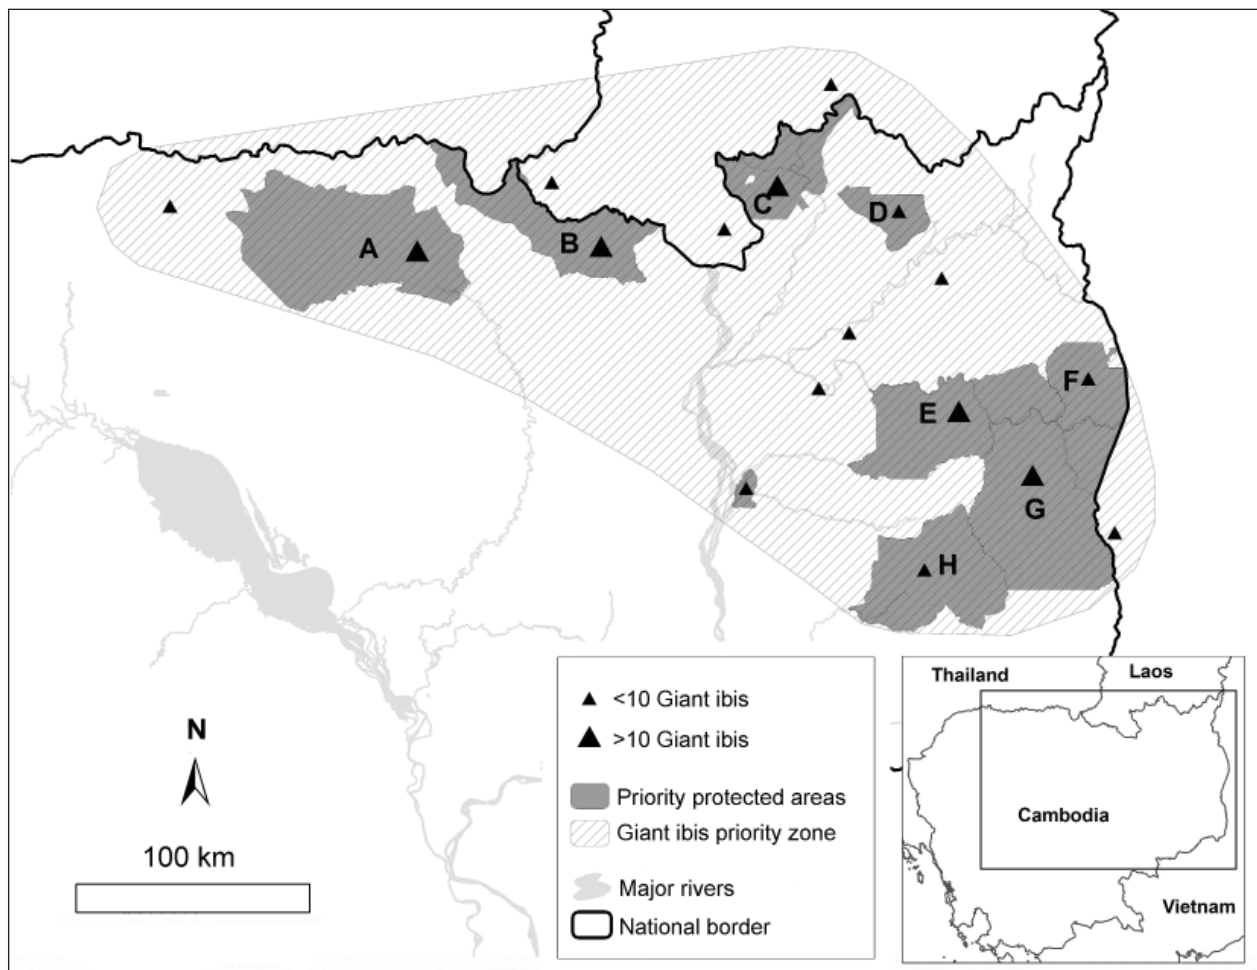 A
B
C
D
E
F
G
H
N
100 km
<10 Giant ibis
>10 Giant ibis
Priority protected areas
Giant ibis priority zone
Major rivers
National border
Thailand
Laos
Cambodia
Vietnam